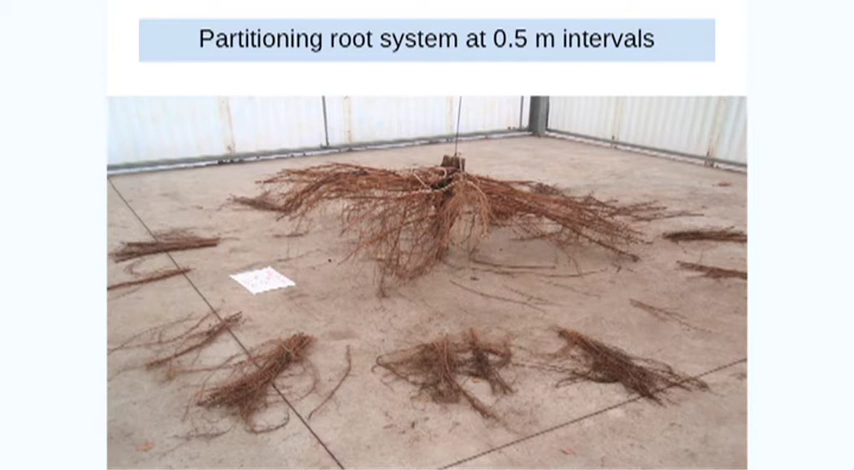 Partitioning root system at 0.5 m intervals